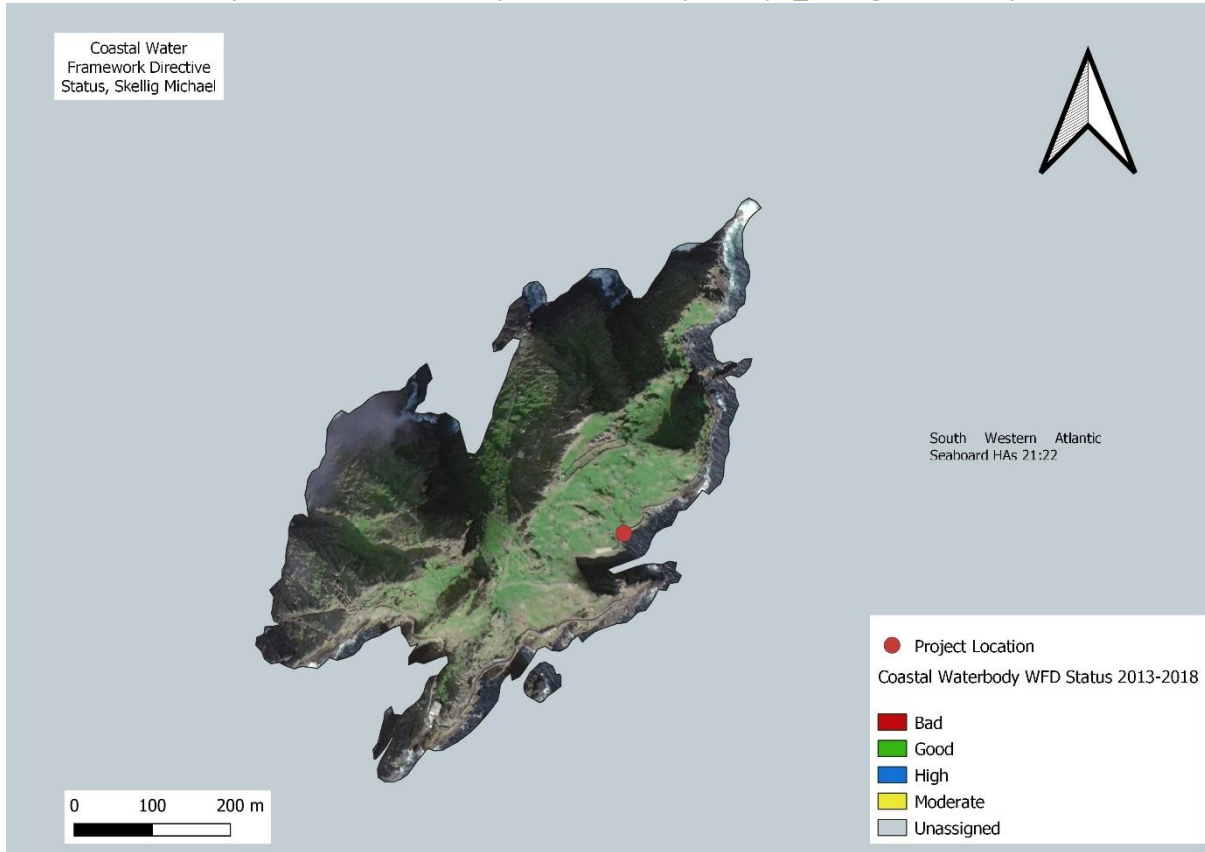 Coastal Water
Framework Directive
Status, Skellig Michael
South Western Atlantic
Seaboard HAs 21:22
Project Location
Coastal Waterbody WFD Status 2013-2018
Bad
Good
High
Moderate
Unassigned
0 100 200 m